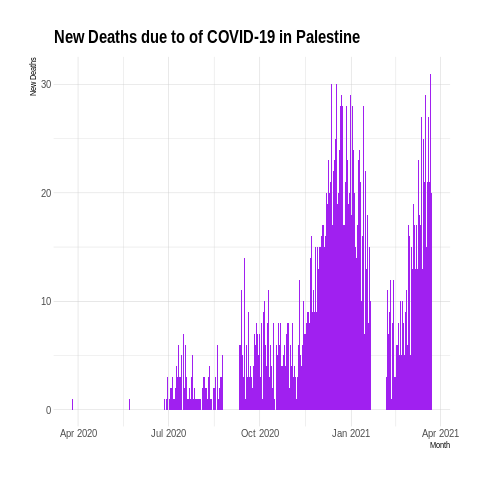 New Deaths due to of COVID-19 in Palestine
New Deaths
30
20
10
0
Apr 2020
Jul 2020
Oct 2020
Jan 2021
Apr 2021
Month